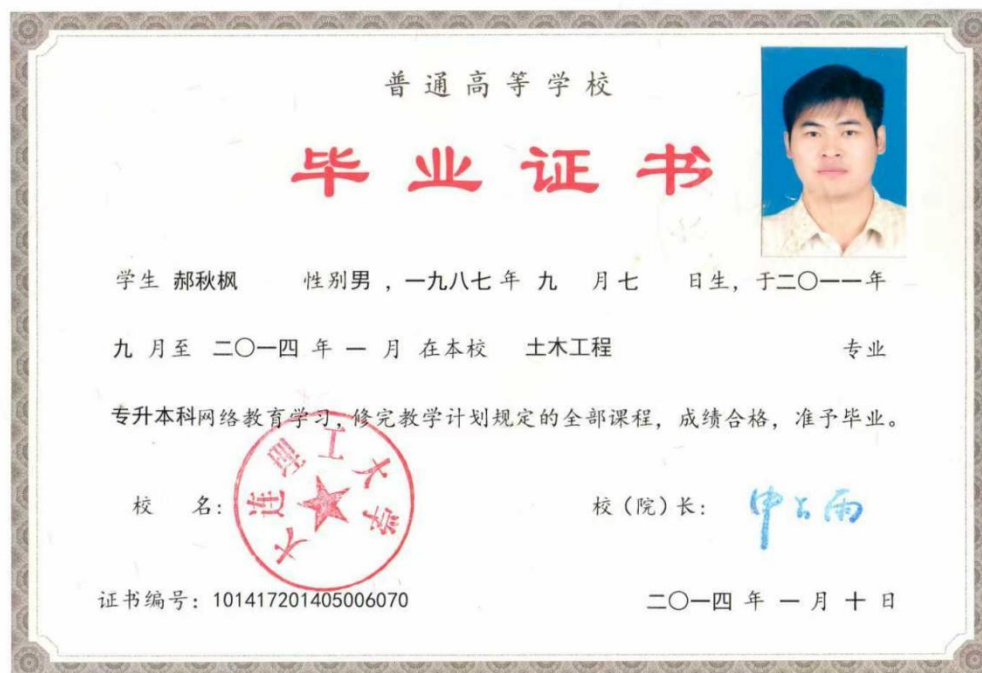 普通高等学校
毕业证书
学生 郝秋枫 性别男，一九八七年 九 月七 日生，于二〇一一年
九 月至 二〇一四 年 一 月 在本校 土木工程 专业
专升本科网络教育学习，修完教学计划规定的全部课程，成绩合格，准予毕业。
校 名：
大连理工大学
校（院）长：
证书编号：101417201405006070
二〇一四 年 一 月 十 日